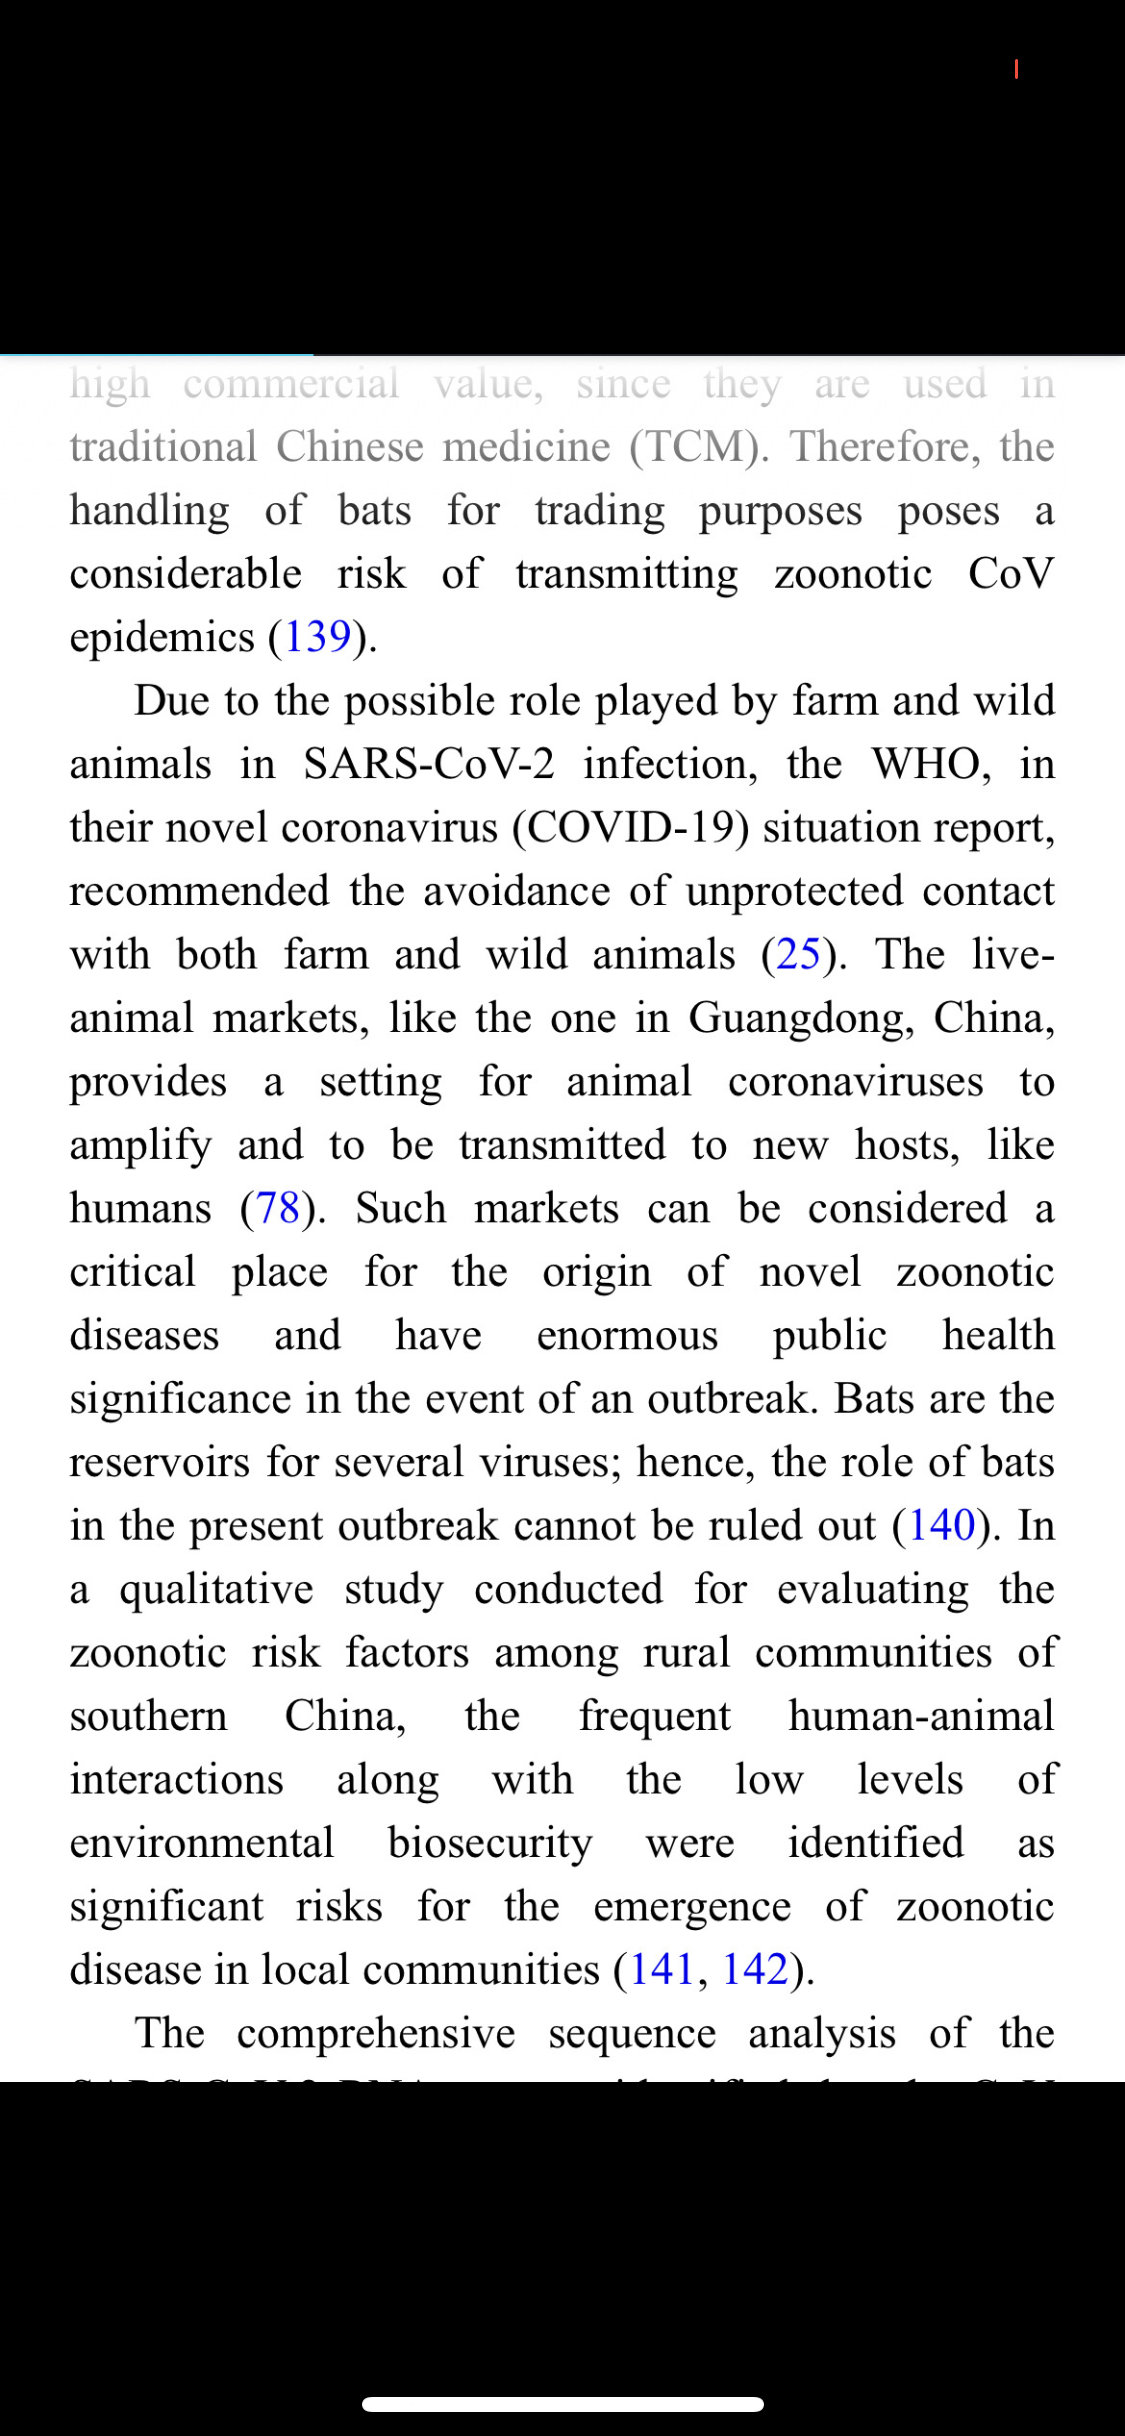 high commercial value, since they are used in
traditional Chinese medicine (TCM). Therefore, the
handling of bats for trading purposes poses a
considerable risk of transmitting zoonotic CoV
epidemics (139).
Due to the possible role played by farm and wild
animals in SARS-CoV-2 infection, the WHO, in
their novel coronavirus (COVID-19) situation report,
recommended the avoidance of unprotected contact
with both farm and wild animals (25). The live-
animal markets, like the one in Guangdong, China,
provides a setting for animal coronaviruses to
amplify and to be transmitted to new hosts, like
humans (78). Such markets can be considered a
critical place for the origin of novel zoonotic
diseases and have enormous public health
significance in the event of an outbreak. Bats are the
reservoirs for several viruses; hence, the role of bats
in the present outbreak cannot be ruled out (140). In
a qualitative study conducted for evaluating the
zoonotic risk factors among rural communities of
southern China, the frequent human-animal
interactions along with the low levels of
environmental biosecurity were identified as
significant risks for the emergence of zoonotic
disease in local communities (141, 142).
The comprehensive sequence analysis of the